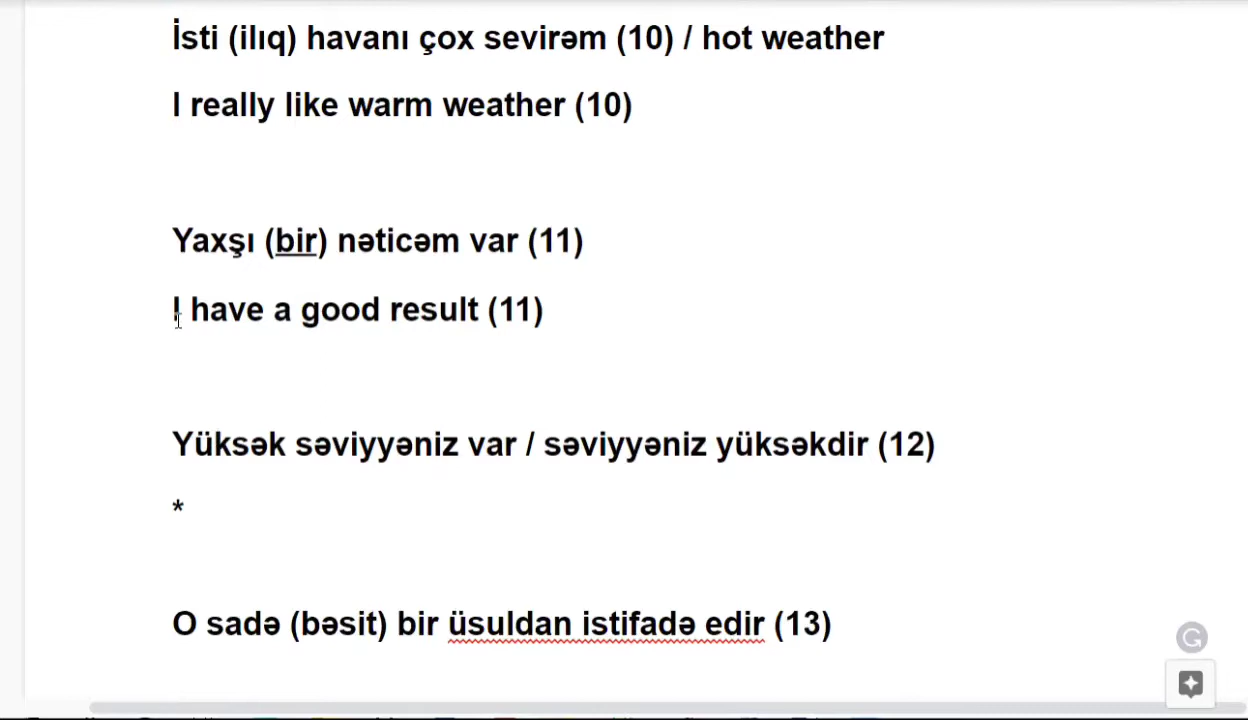 İsti (ilıq) havanı çox sevirəm (10) / hot weather
I really like warm weather (10)
Yaxşı (bir) nəticəm var (11)
I have a good result (11)
Yüksək səviyyəniz var / səviyyəniz yüksəkdir (12)
*
O sadə (bəsit) bir üsuldan istifadə edir (13)